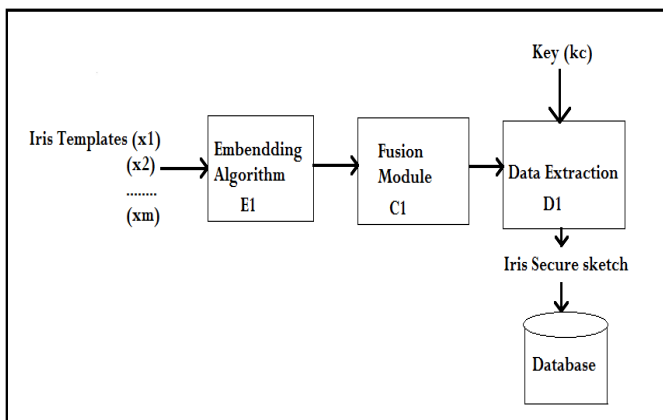 Key (kc)
Iris Templates (x1)
(x2)
........
(xm)
Embendding
Algorithm
E1
Fusion
Module
C1
Data Extraction
D1
Iris Secure sketch
Database